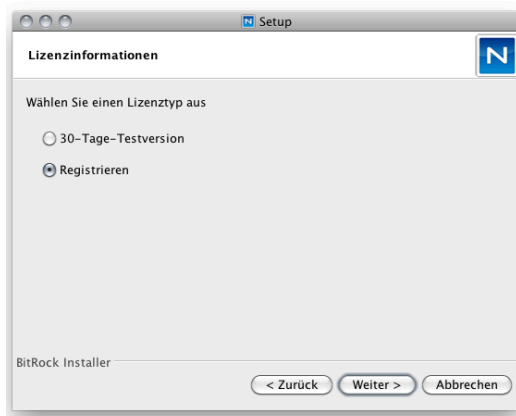 Setup
Lizenzinformationen
N
Wählen Sie einen Lizenztyp aus
30-Tage-Testversion
Registrieren
BitRock Installer
< Zurück
Weiter >
Abbrechen